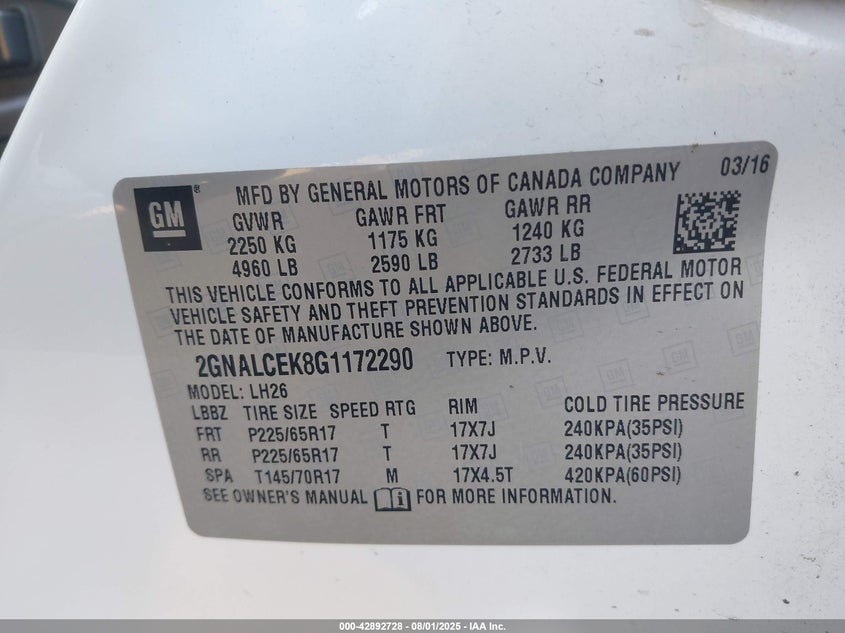 03/16
GM ®
MFD BY GENERAL MOTORS OF CANADA COMPANY
GVWR GAWR FRT GAWR RR
2250 KG 1175 KG 1240 KG
4960 LB 2590 LB 2733 LB
THIS VEHICLE CONFORMS TO ALL APPLICABLE U.S. FEDERAL MOTOR
VEHICLE SAFETY AND THEFT PREVENTION STANDARDS IN EFFECT ON
THE DATE OF MANUFACTURE SHOWN ABOVE.
2GNALCEK8G1172290 TYPE: M.P.V.
MODEL: LH26
LBBZ TIRE SIZE SPEED RTG RIM COLD TIRE PRESSURE
FRT P225/65R17 T 17X7J 240KPA(35PSI)
RR P225/65R17 T 17X7J 240KPA(35PSI)
SPA T145/70R17 M 17X4.5T 420KPA(60PSI)
SEE OWNER'S MANUAL FOR MORE INFORMATION.
000-42892728 - 08/01/2025 - IAA Inc.